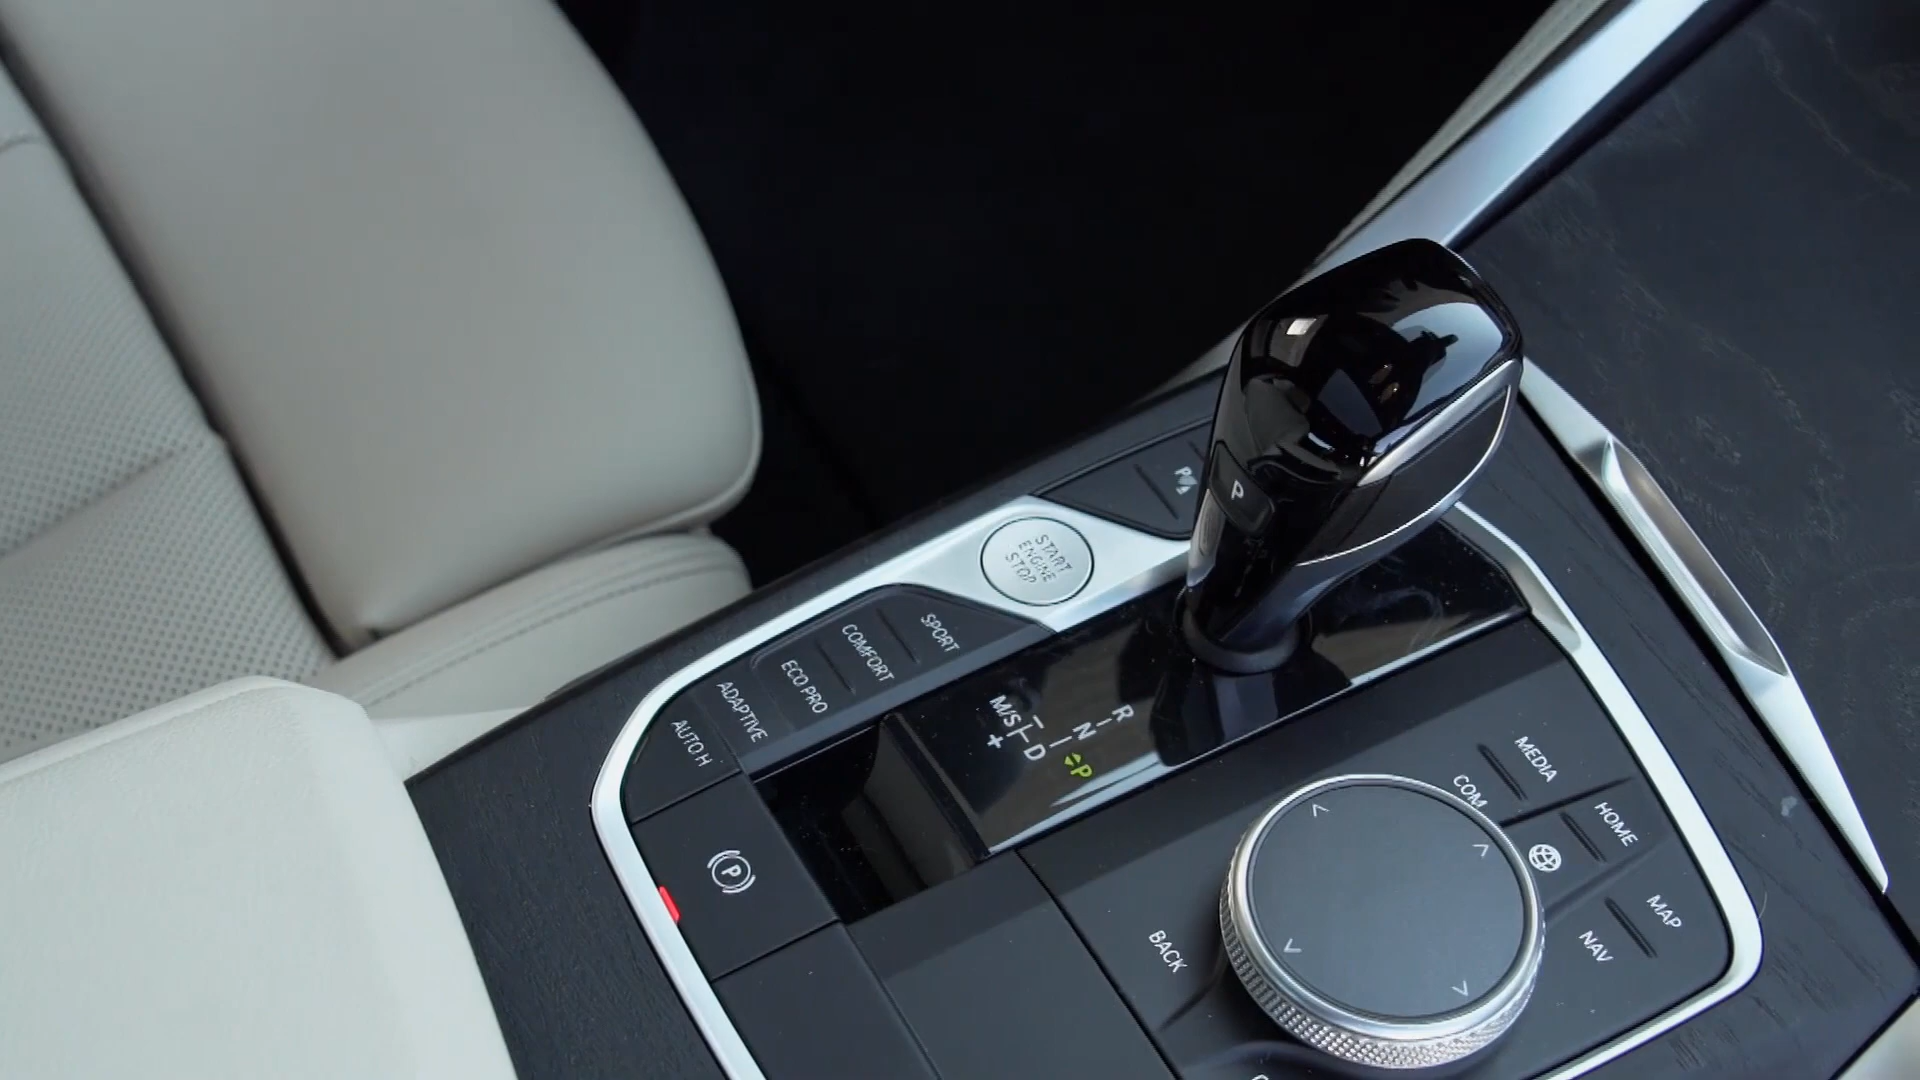 P
P
START
ENGINE
STOP
SPORT
COMFORT
ECO PRO
ADAPTIVE
AUTO H
R
N
P
M/S
D
+
–
P
MEDIA
COM
HOME
MAP
NAV
BACK